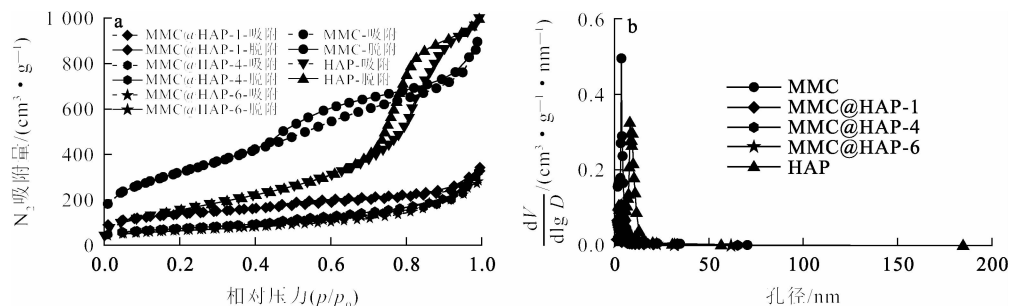 a
MMC@HAP-1-吸附
MMC@HAP-1-脱附
MMC@HAP-4-吸附
MMC@HAP-4-脱附
MMC@HAP-6-吸附
MMC@HAP-6-脱附
MMC-吸附
MMC-脱附
HAP-吸附
HAP-脱附
N₂吸附量/(cm³·g⁻¹)
1 000
800
600
400
200
0
0.0 0.2 0.4 0.6 0.8 1.0
相对压力(p/p₀)
b
MMC
MMC@HAP-1
MMC@HAP-4
MMC@HAP-6
HAP
dV/dlg D/(cm³·g⁻¹·nm⁻¹)
0.6
0.4
0.2
0.0
0 50 100 150 200
孔径/nm